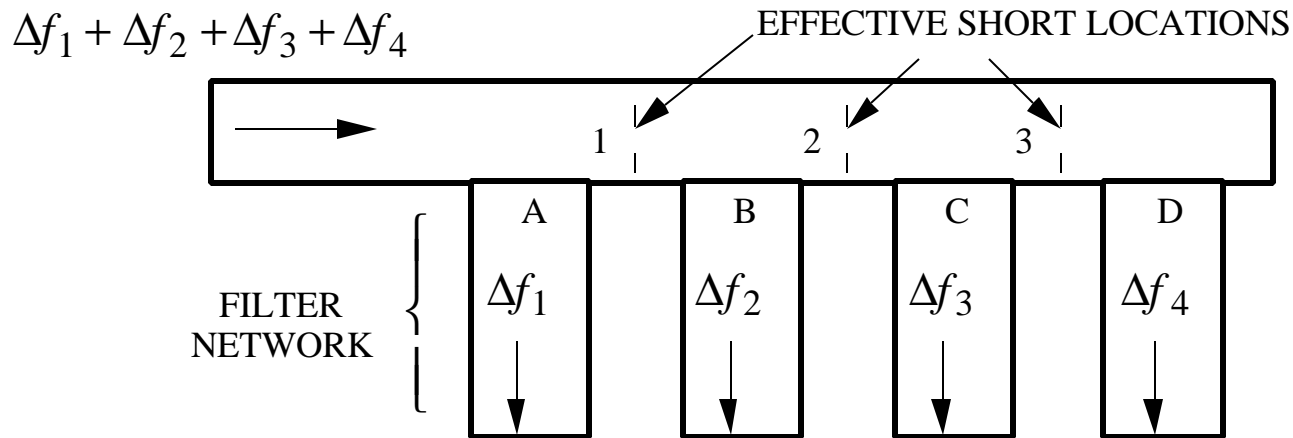 Δf₁ + Δf₂ + Δf₃ + Δf₄
EFFECTIVE SHORT LOCATIONS
1
2
3
A
B
C
D
FILTER
NETWORK
Δf₁
Δf₂
Δf₃
Δf₄